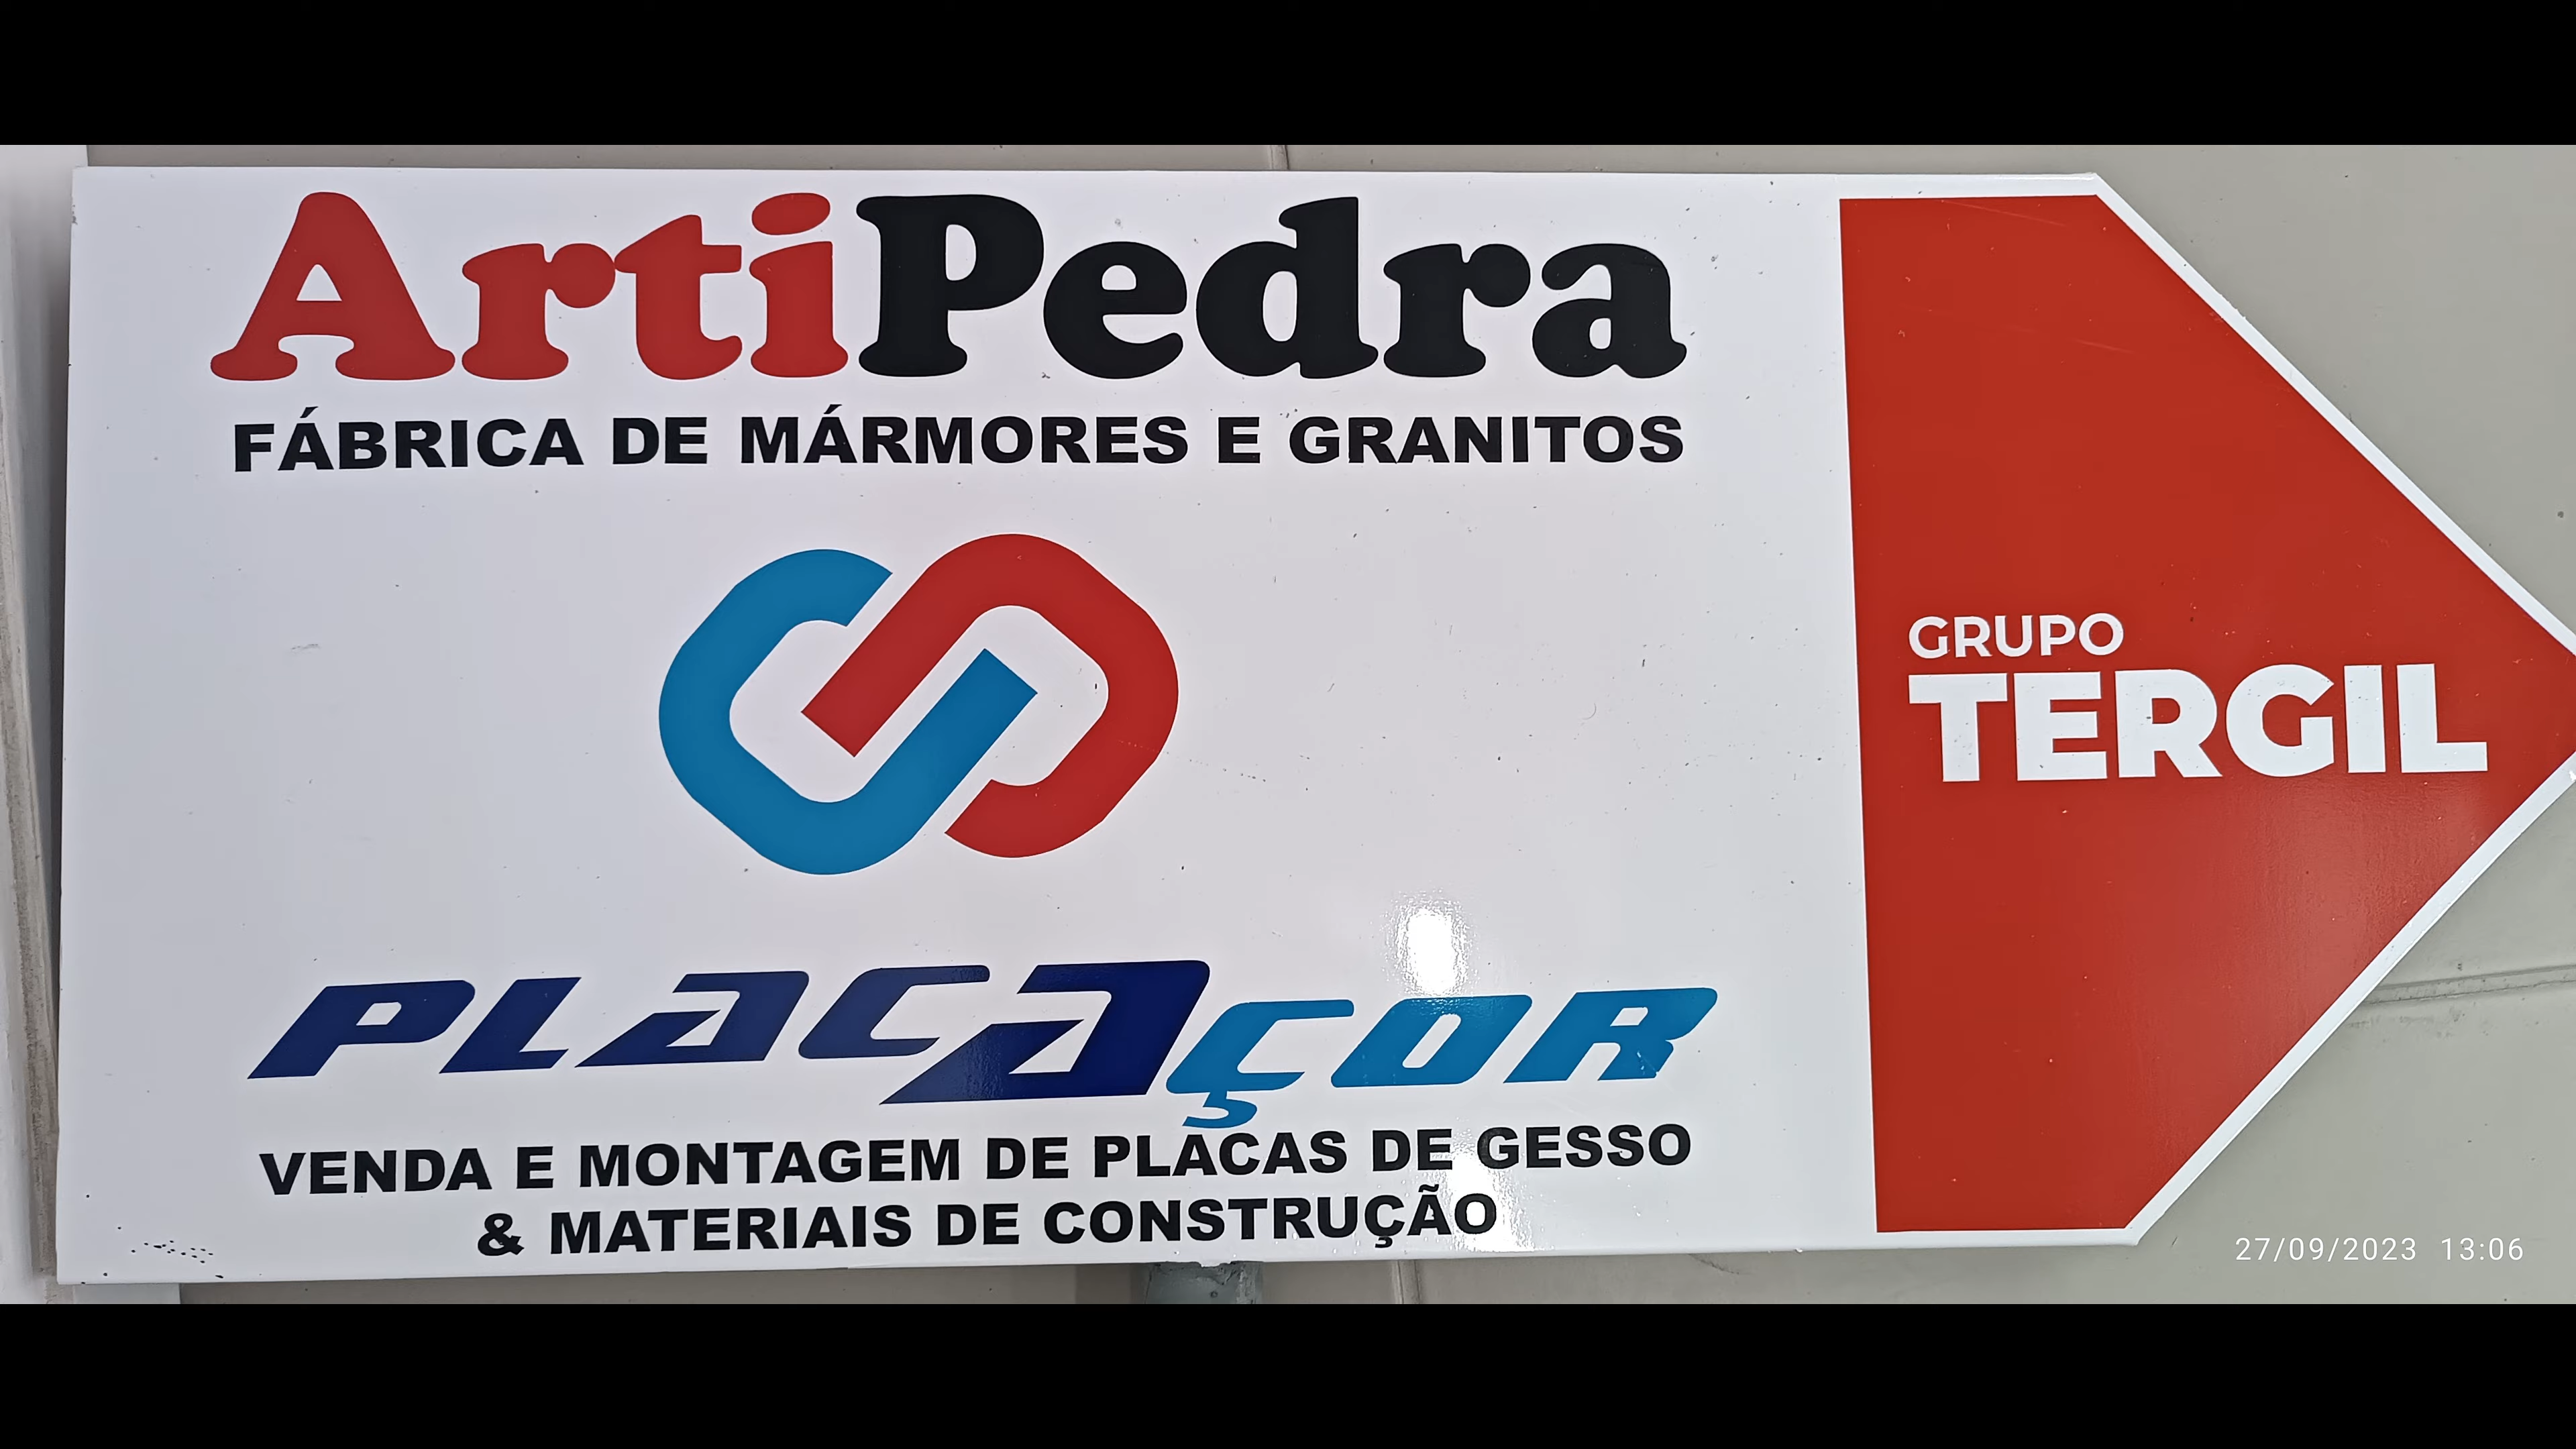 ArtiPedra
FÁBRICA DE MÁRMORES E GRANITOS
PLACAÇOR
VENDA E MONTAGEM DE PLACAS DE GESSO
& MATERIAIS DE CONSTRUÇÃO
GRUPO
TERGIL
27/09/2023 13:06